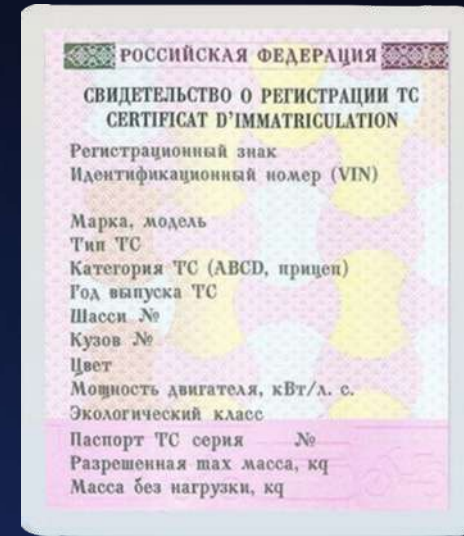 РОССИЙСКАЯ ФЕДЕРАЦИЯ
СВИДЕТЕЛЬСТВО О РЕГИСТРАЦИИ ТС
CERTIFICAT D'IMMATRICULATION
Регистрационный знак
Идентификационный номер (VIN)
Марка, модель
Тип ТС
Категория ТС (ABCD, прицеп)
Год выпуска ТС
Шасси №
Кузов №
Цвет
Мощность двигателя, кВт/л. с.
Экологический класс
Паспорт ТС серия №
Разрешенная max масса, kq
Масса без нагрузки, kq